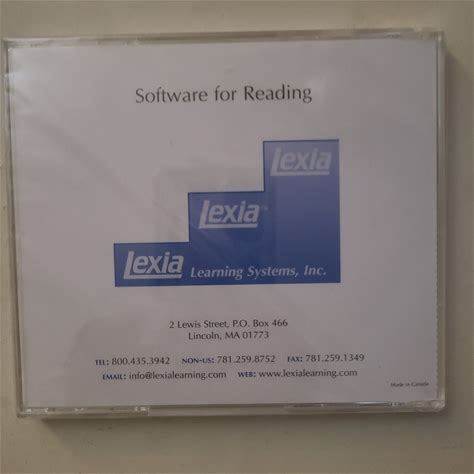 Software for Reading
Lexia
Lexia™
Lexia Learning Systems, Inc.
2 Lewis Street, P.O. Box 466
Lincoln, MA 01773
TEL: 800.435.3942 NON-US: 781.259.8752 FAX: 781.259.1349
EMAIL: info@lexialearning.com WEB: www.lexialearning.com
Made in Canada